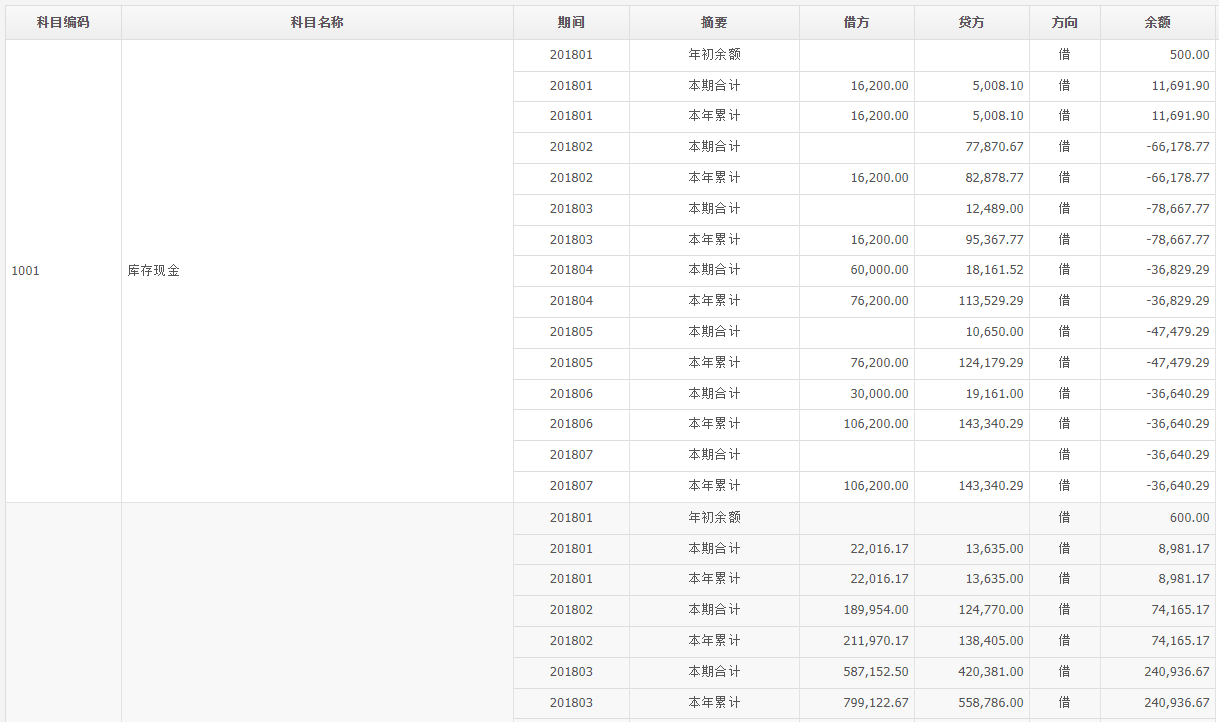 科目编码 科目名称 期间 摘要 借方 贷方 方向 余额
201801 年初余额 借 500.00
201801 本期合计 16,200.00 5,008.10 借 11,691.90
201801 本年累计 16,200.00 5,008.10 借 11,691.90
201802 本期合计 77,870.67 借 -66,178.77
201802 本年累计 16,200.00 82,878.77 借 -66,178.77
201803 本期合计 12,489.00 借 -78,667.77
201803 本年累计 16,200.00 95,367.77 借 -78,667.77
1001 库存现金 201804 本期合计 60,000.00 18,161.52 借 -36,829.29
201804 本年累计 76,200.00 113,529.29 借 -36,829.29
201805 本期合计 10,650.00 借 -47,479.29
201805 本年累计 76,200.00 124,179.29 借 -47,479.29
201806 本期合计 30,000.00 19,161.00 借 -36,640.29
201806 本年累计 106,200.00 143,340.29 借 -36,640.29
201807 本期合计 借 -36,640.29
201807 本年累计 106,200.00 143,340.29 借 -36,640.29
201801 年初余额 借 600.00
201801 本期合计 22,016.17 13,635.00 借 8,981.17
201801 本年累计 22,016.17 13,635.00 借 8,981.17
201802 本期合计 189,954.00 124,770.00 借 74,165.17
201802 本年累计 211,970.17 138,405.00 借 74,165.17
201803 本期合计 587,152.50 420,381.00 借 240,936.67
201803 本年累计 799,122.67 558,786.00 借 240,936.67